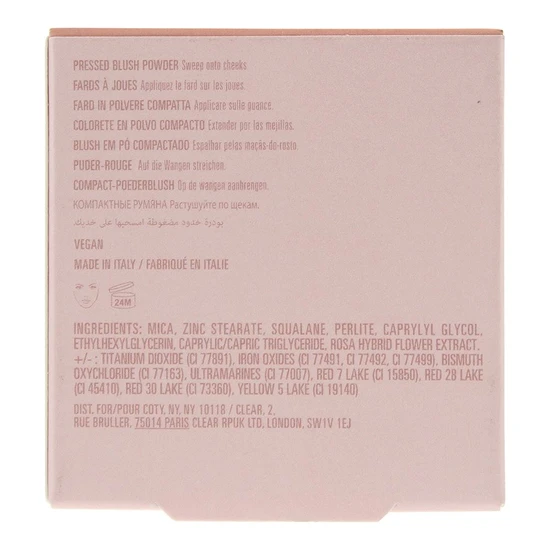 PRESSED BLUSH POWDER Sweep onto cheeks.
FARDS À JOUES Appliquez le fard sur les joues.
FARD IN POLVERE COMPATTA Applicare sulle guance.
COLORETE EN POLVO COMPACTO Extender por las mejillas.
BLUSH EM PÓ COMPACTADO Espalhar pelas maçãs-do-rosto.
PUDER-ROUGE Auf die Wangen streichen.
COMPACT-POEDERBLUSH Op de wangen aanbrengen.
КОМПАКТНЫЕ РУМЯНА Растушуйте по щекам.
بودرة خدود مضغوطة امسحيها على خديك.
VEGAN
MADE IN ITALY / FABRIQUÉ EN ITALIE
24M
INGREDIENTS: MICA, ZINC STEARATE, SQUALANE, PERLITE, CAPRYLYL GLYCOL,
ETHYLHEXYLGLYCERIN, CAPRYLIC/CAPRIC TRIGLYCERIDE, ROSA HYBRID FLOWER EXTRACT.
+/- : TITANIUM DIOXIDE (CI 77891), IRON OXIDES (CI 77491, CI 77492, CI 77499), BISMUTH
OXYCHLORIDE (CI 77163), ULTRAMARINES (CI 77007), RED 7 LAKE (CI 15850), RED 28 LAKE
(CI 45410), RED 30 LAKE (CI 73360), YELLOW 5 LAKE (CI 19140)
DIST. FOR/POUR COTY, NY, NY 10118 / CLEAR, 2,
RUE BRULLER, 75014 PARIS CLEAR RPUK LTD, LONDON, SW1V 1EJ